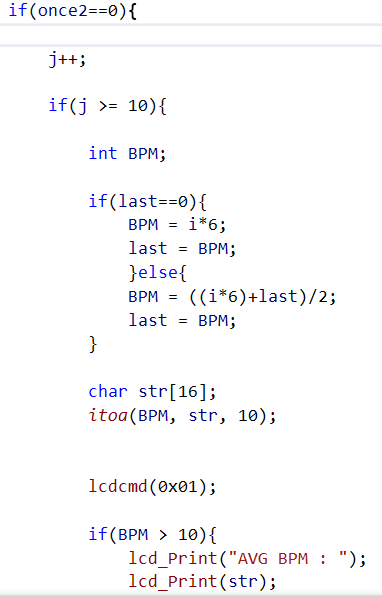 if(once2==0){
j++;
if(j >= 10){
int BPM;
if(last==0){
BPM = i*6;
last = BPM;
}else{
BPM = ((i*6)+last)/2;
last = BPM;
}
char str[16];
itoa(BPM, str, 10);
lcdcmd(0x01);
if(BPM > 10){
lcd_Print("AVG BPM : ");
lcd_Print(str);